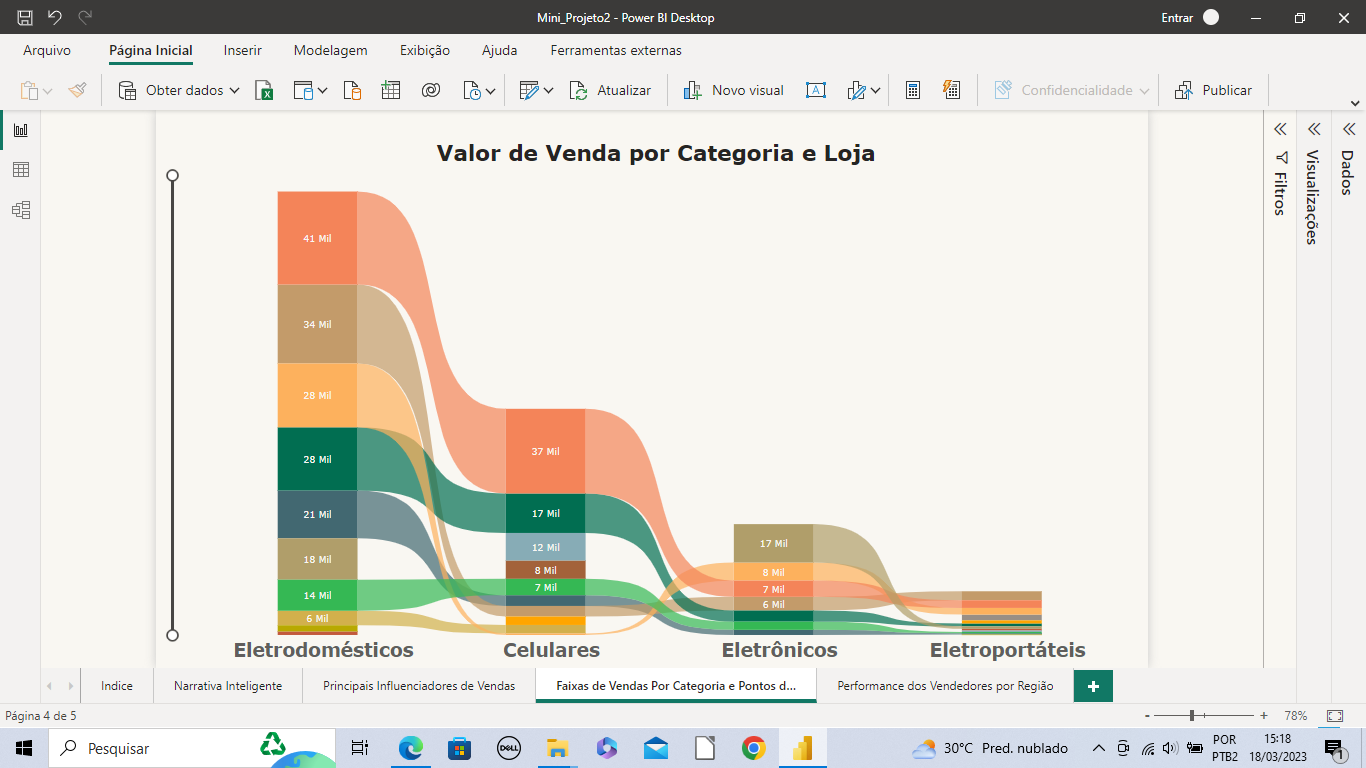 Mini_Projeto2 - Power BI Desktop
Entrar
Arquivo
Página Inicial
Inserir
Modelagem
Exibição
Ajuda
Ferramentas externas
Obter dados
Atualizar
Novo visual
Confidencialidade
Publicar
Valor de Venda por Categoria e Loja
41 Mil
34 Mil
28 Mil
28 Mil
21 Mil
18 Mil
14 Mil
6 Mil
37 Mil
17 Mil
12 Mil
8 Mil
7 Mil
17 Mil
8 Mil
7 Mil
6 Mil
Eletrodomésticos
Celulares
Eletrônicos
Eletroportáteis
Filtros
Visualizações
Dados
Indice
Narrativa Inteligente
Principais Influenciadores de Vendas
Faixas de Vendas Por Categoria e Pontos d...
Performance dos Vendedores por Região
Página 4 de 5
78%
Pesquisar
DELL
30°C Pred. nublado
POR
PTB2
15:18
18/03/2023
1